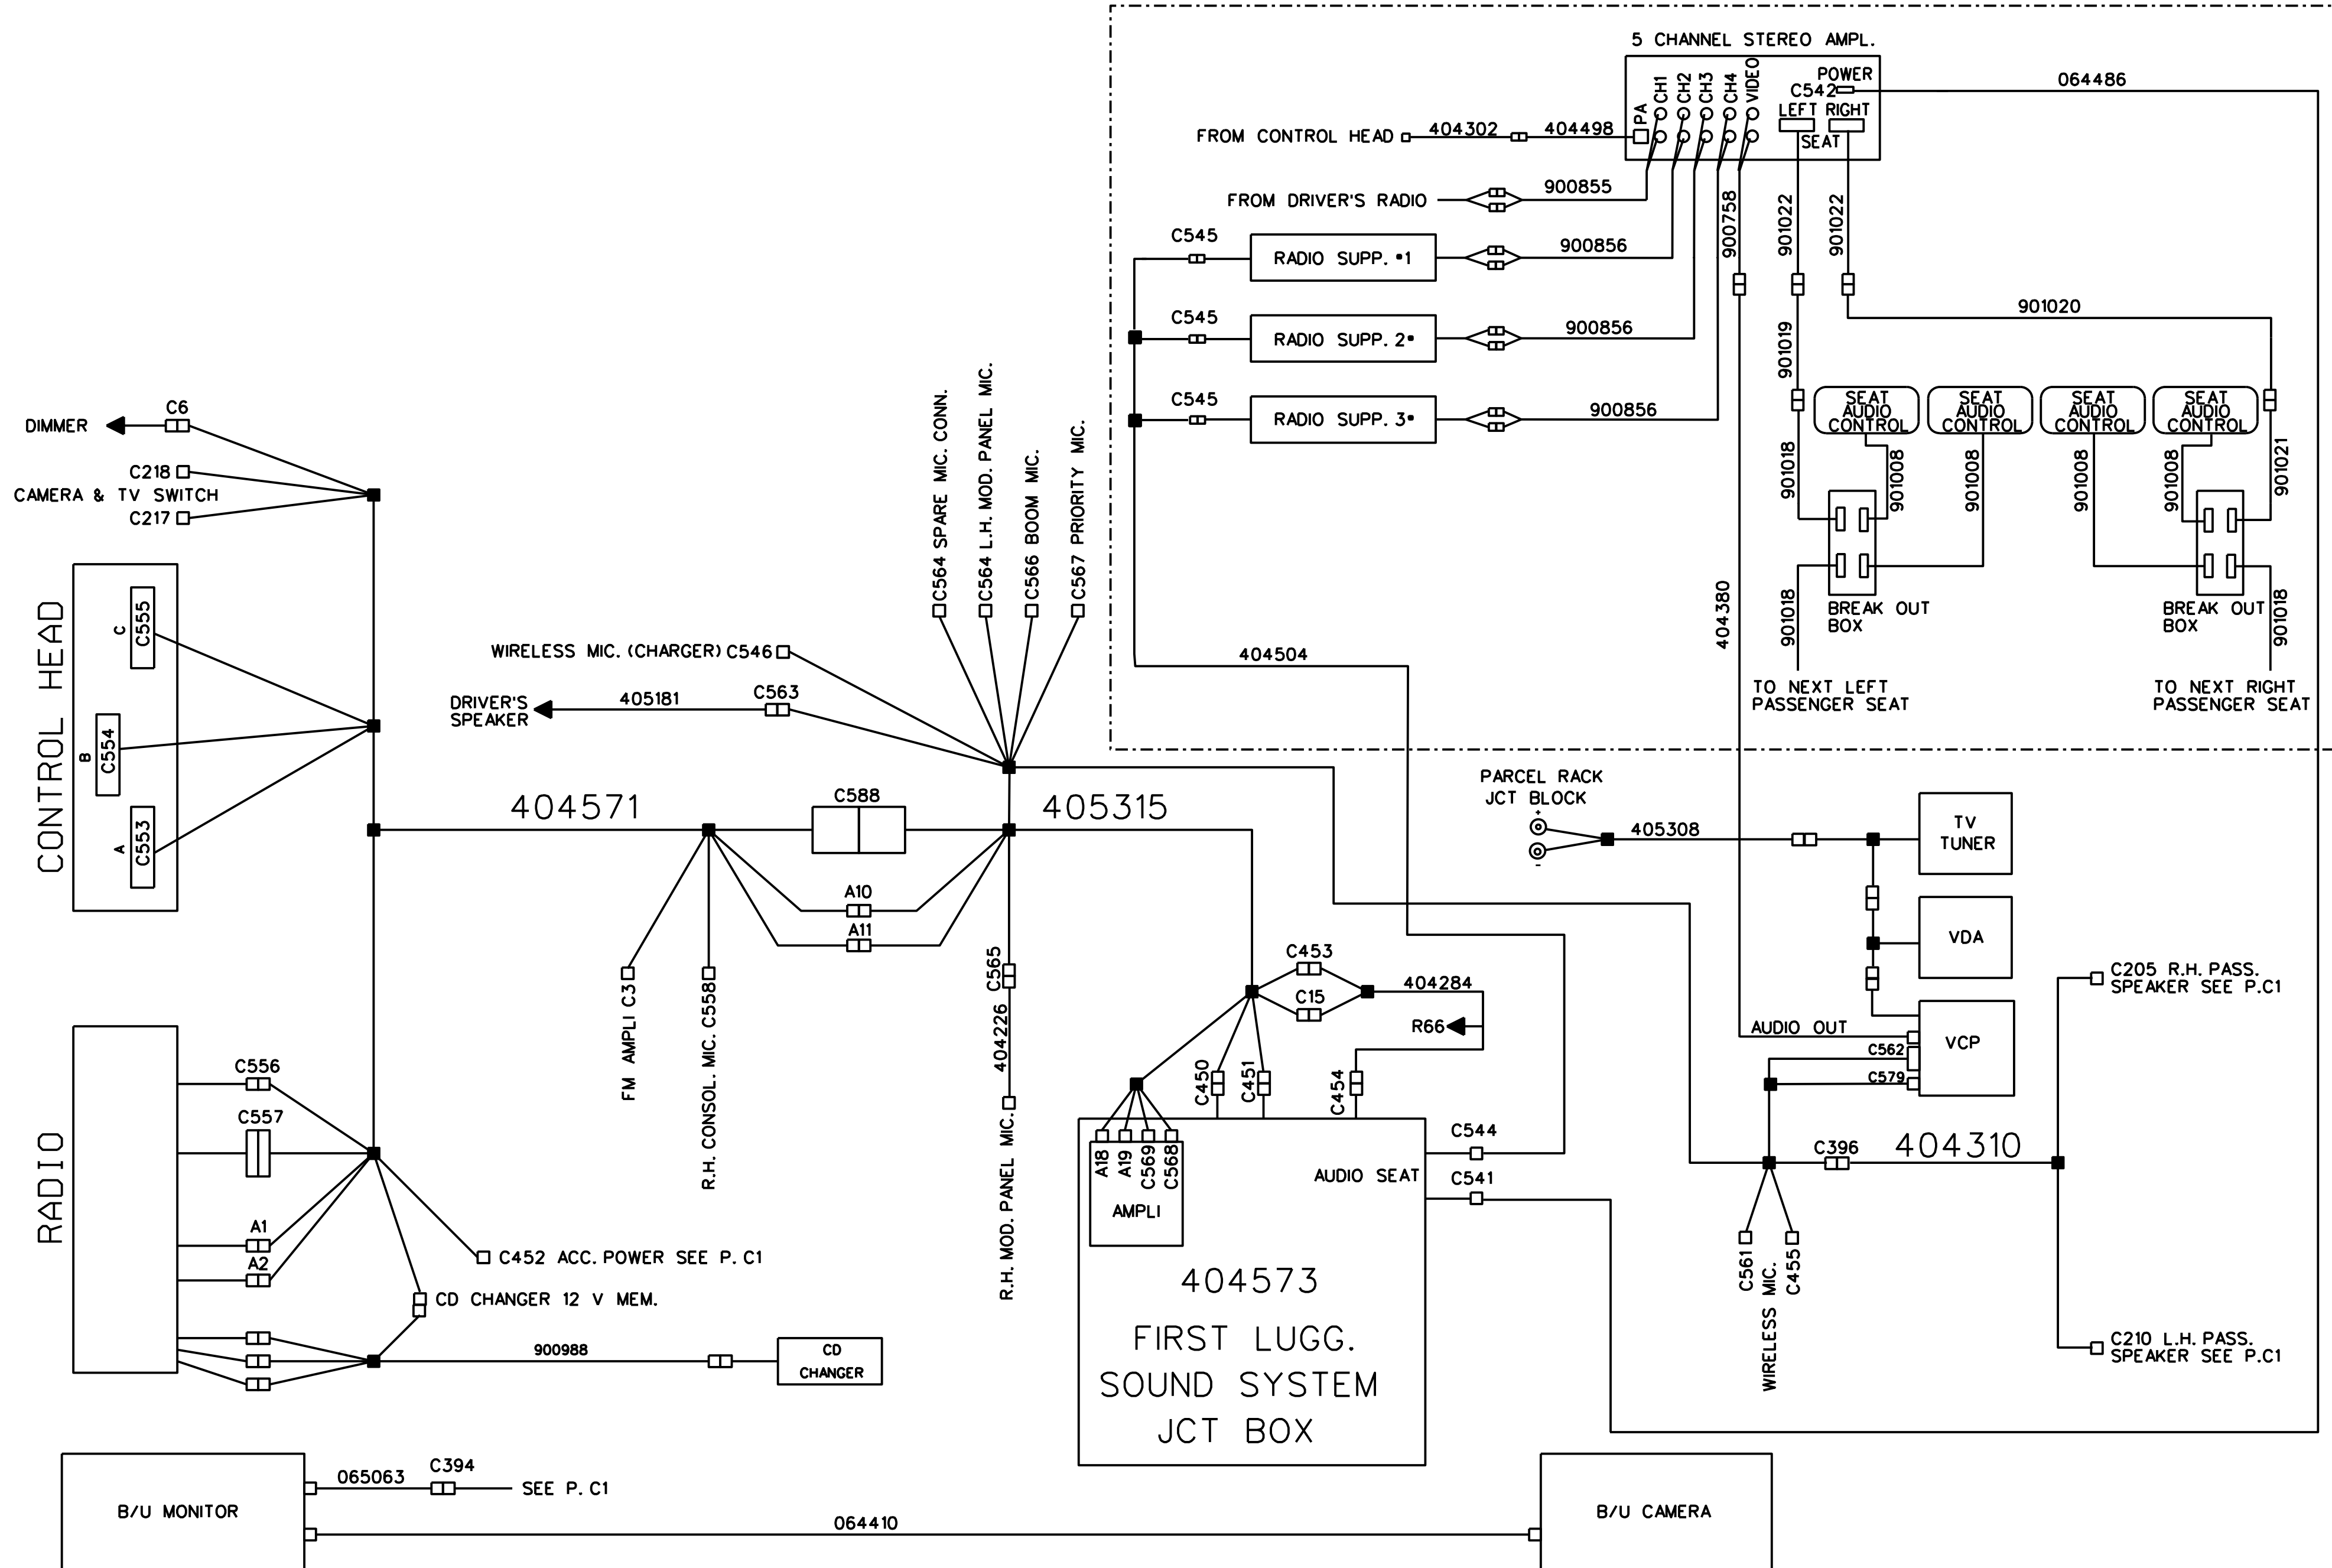 5 CHANNEL STEREO AMPL.
PA
CH1
CH2
CH3
CH4
VIDEO
POWER
C542
LEFT RIGHT
SEAT
064486
FROM CONTROL HEAD
404302
404498
FROM DRIVER'S RADIO
900855
C545
RADIO SUPP. •1
900856
C545
RADIO SUPP. 2•
900856
C545
RADIO SUPP. 3•
900856
900758
901022
901022
901020
901019
SEAT
AUDIO
CONTROL
SEAT
AUDIO
CONTROL
SEAT
AUDIO
CONTROL
SEAT
AUDIO
CONTROL
901018
901008
901008
901008
901008
901021
BREAK OUT
BOX
BREAK OUT
BOX
901018
901018
404380
TO NEXT LEFT
PASSENGER SEAT
TO NEXT RIGHT
PASSENGER SEAT
404504
DIMMER
C6
C218
CAMERA & TV SWITCH
C217
CONTROL HEAD
C
C555
B
C554
A
C553
C564 SPARE MIC. CONN.
C564 L.H. MOD. PANEL MIC.
C566 BOOM MIC.
C567 PRIORITY MIC.
WIRELESS MIC. (CHARGER) C546
DRIVER'S
SPEAKER
405181
C563
404571
C588
405315
A10
A11
FM AMPLI C3
R.H. CONSOL. MIC. C558
C565
404226
R.H. MOD. PANEL MIC.
PARCEL RACK
JCT BLOCK
+
-
405308
TV
TUNER
VDA
VCP
AUDIO OUT
C562
C579
C453
C15
404284
R66
C450
C451
C454
C205 R.H. PASS.
SPEAKER SEE P.C1
C396
404310
C561
WIRELESS MIC.
C455
C210 L.H. PASS.
SPEAKER SEE P.C1
RADIO
C556
C557
A1
A2
C452 ACC. POWER SEE P. C1
CD CHANGER 12 V MEM.
900988
CD
CHANGER
A18
A19
C569
C568
AMPLI
AUDIO SEAT
C544
C541
404573
FIRST LUGG.
SOUND SYSTEM
JCT BOX
B/U MONITOR
065063
C394
SEE P. C1
064410
B/U CAMERA